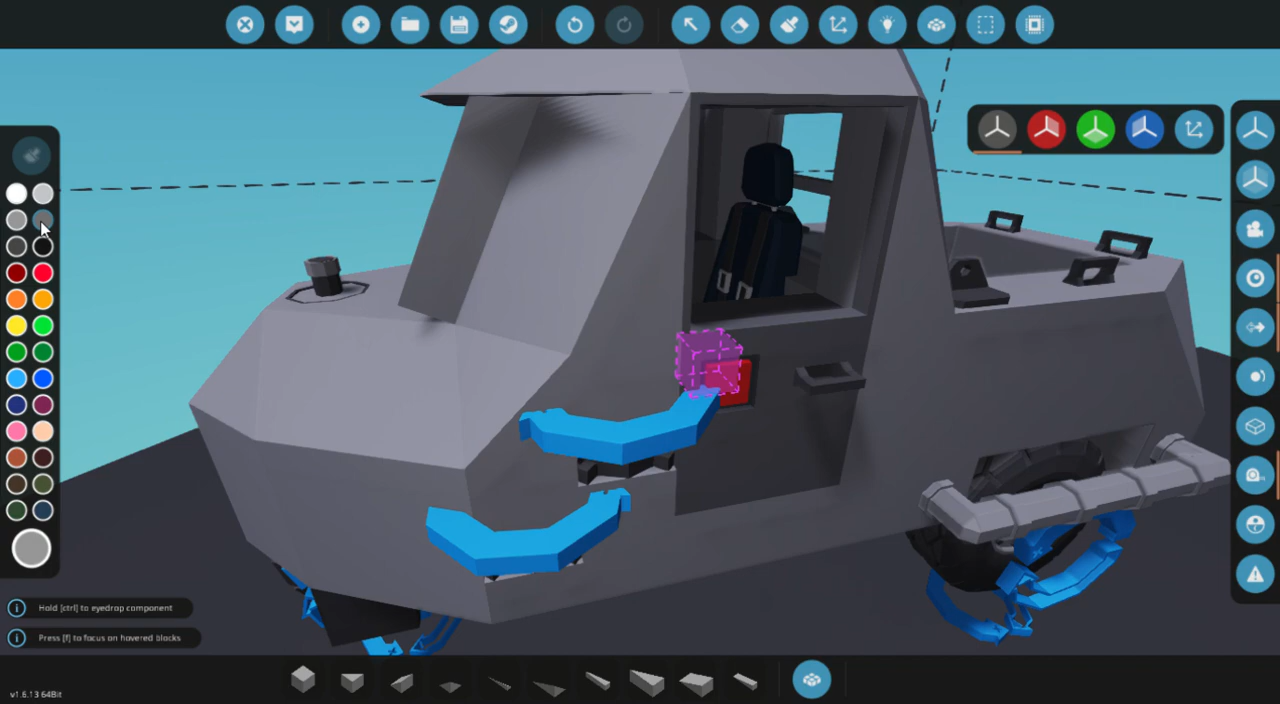 Hold [ctrl] to eyedrop component
Press [f] to focus on hovered blocks
v1.6.13 64Bit